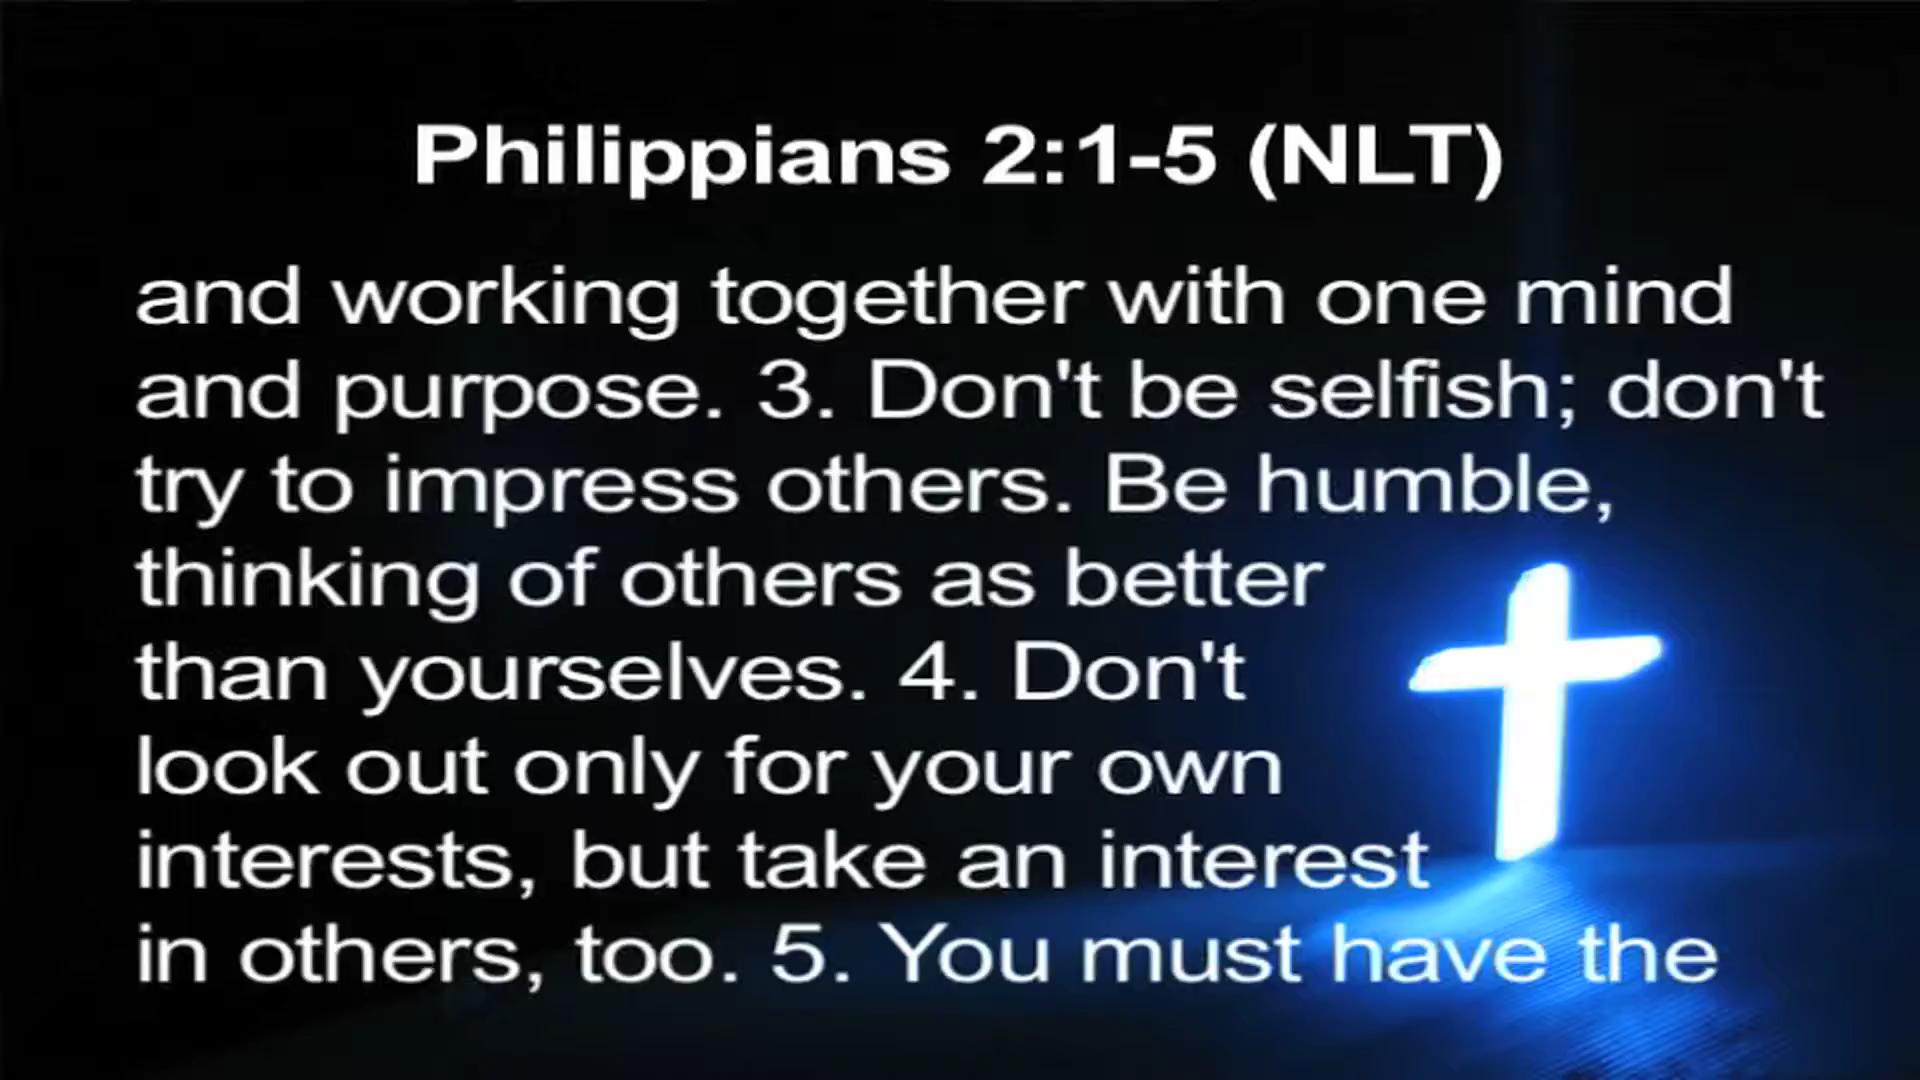 Philippians 2:1-5 (NLT)
and working together with one mind
and purpose. 3. Don't be selfish; don't
try to impress others. Be humble,
thinking of others as better
than yourselves. 4. Don't
look out only for your own
interests, but take an interest
in others, too. 5. You must have the